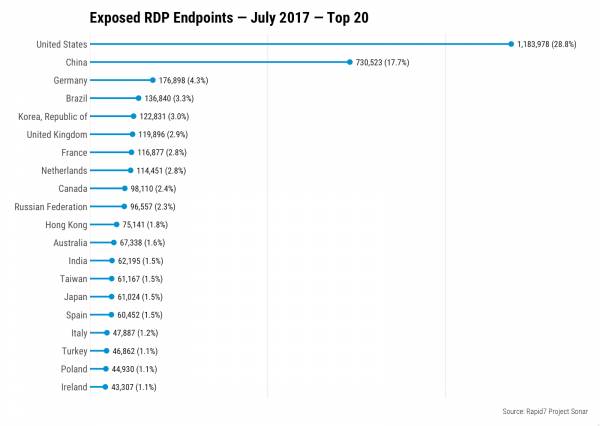 Exposed RDP Endpoints — July 2017 — Top 20
United States 1,183,978 (28.8%)
China 730,523 (17.7%)
Germany 176,898 (4.3%)
Brazil 136,840 (3.3%)
Korea, Republic of 122,831 (3.0%)
United Kingdom 119,896 (2.9%)
France 116,877 (2.8%)
Netherlands 114,451 (2.8%)
Canada 98,110 (2.4%)
Russian Federation 96,557 (2.3%)
Hong Kong 75,141 (1.8%)
Australia 67,338 (1.6%)
India 62,195 (1.5%)
Taiwan 61,167 (1.5%)
Japan 61,024 (1.5%)
Spain 60,452 (1.5%)
Italy 47,887 (1.2%)
Turkey 46,862 (1.1%)
Poland 44,930 (1.1%)
Ireland 43,307 (1.1%)
Source: Rapid7 Project Sonar